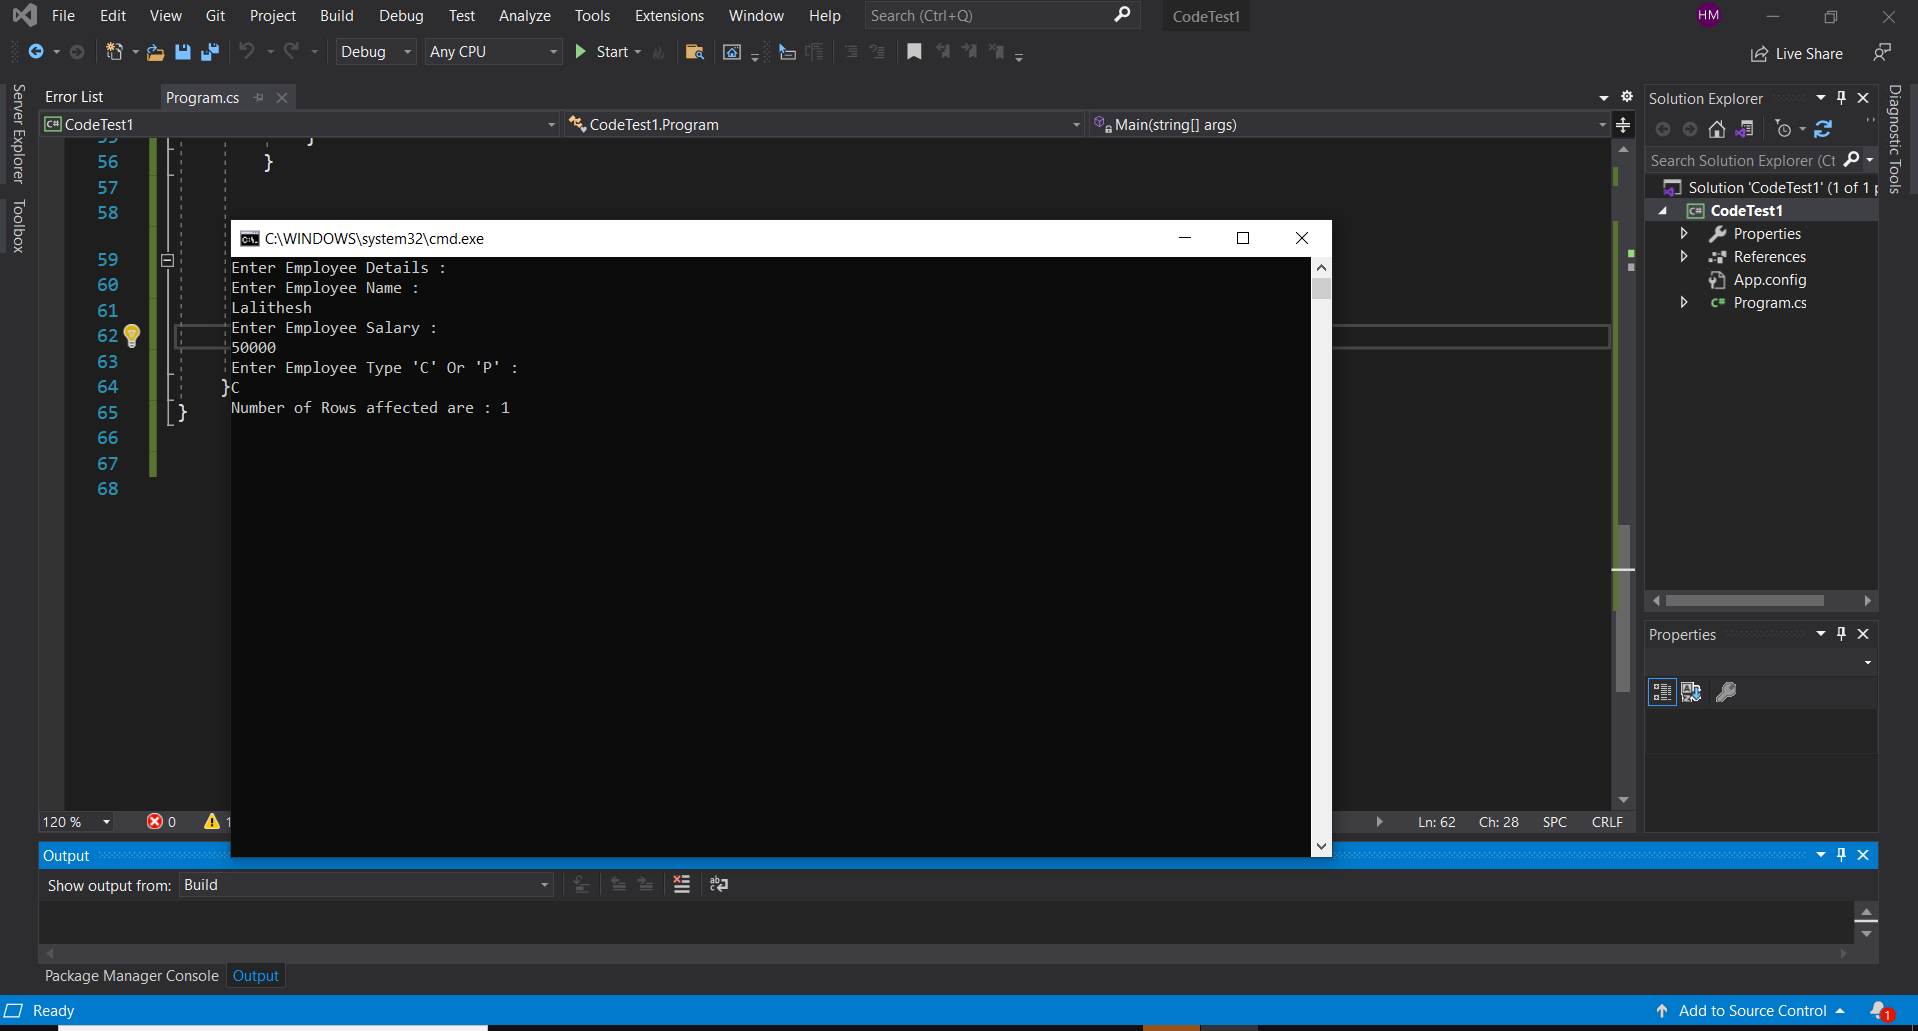 File Edit View Git Project Build Debug Test Analyze Tools Extensions Window Help Search (Ctrl+Q) CodeTest1 HM
Debug Any CPU Start Live Share
Server Explorer
Toolbox
Error List Program.cs
CodeTest1 CodeTest1.Program Main(string[] args)
56 }
57
58
59
60
61
62
63
64 }
65 }
66
67
68
C:\WINDOWS\system32\cmd.exe
Enter Employee Details :
Enter Employee Name :
Lalithesh
Enter Employee Salary :
50000
Enter Employee Type 'C' Or 'P' :
C
Number of Rows affected are : 1
120 % 0 1 Ln: 62 Ch: 28 SPC CRLF
Solution Explorer
Search Solution Explorer (Ct
Solution 'CodeTest1' (1 of 1 p
CodeTest1
Properties
References
App.config
Program.cs
Properties
Diagnostic Tools
Output
Show output from: Build
Package Manager Console Output
Ready Add to Source Control 1